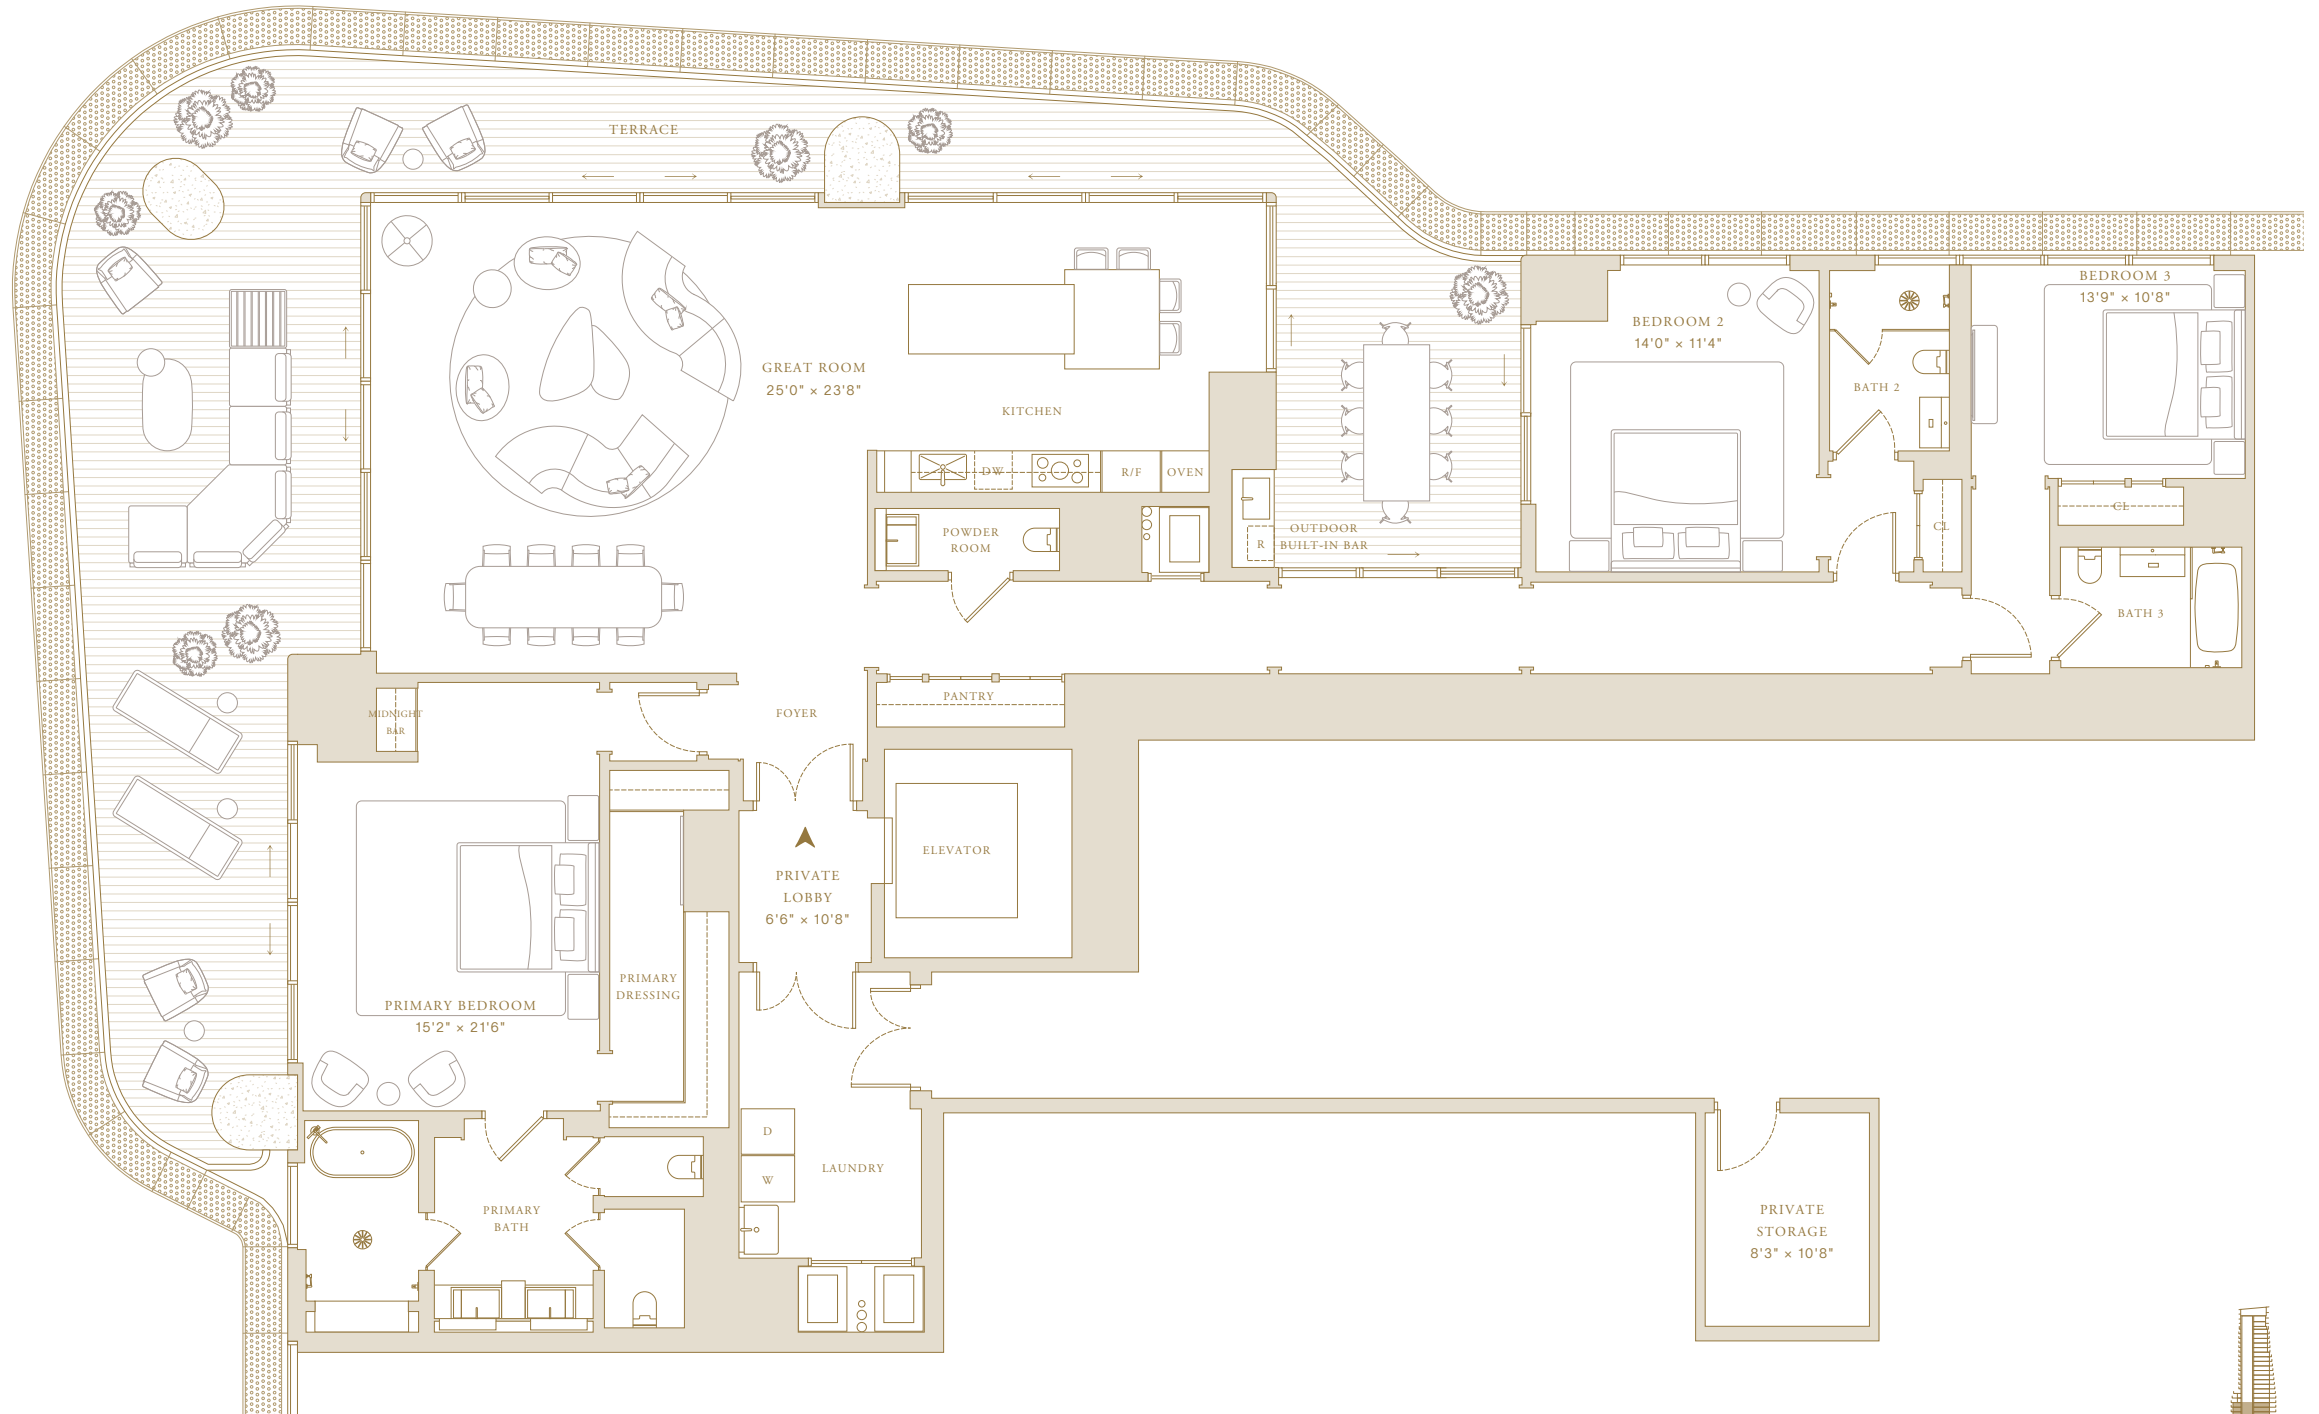 TERRACE
GREAT ROOM
25'0" × 23'8"
KITCHEN
DW
R/F
OVEN
POWDER
ROOM
OUTDOOR
BUILT-IN BAR
R
BEDROOM 2
14'0" × 11'4"
BATH 2
CL
BEDROOM 3
13'9" × 10'8"
CL
BATH 3
MIDNIGHT
BAR
FOYER
PANTRY
ELEVATOR
PRIVATE
LOBBY
6'6" × 10'8"
PRIMARY
DRESSING
PRIMARY BEDROOM
15'2" × 21'6"
D
W
LAUNDRY
PRIMARY
BATH
PRIVATE
STORAGE
8'3" × 10'8"